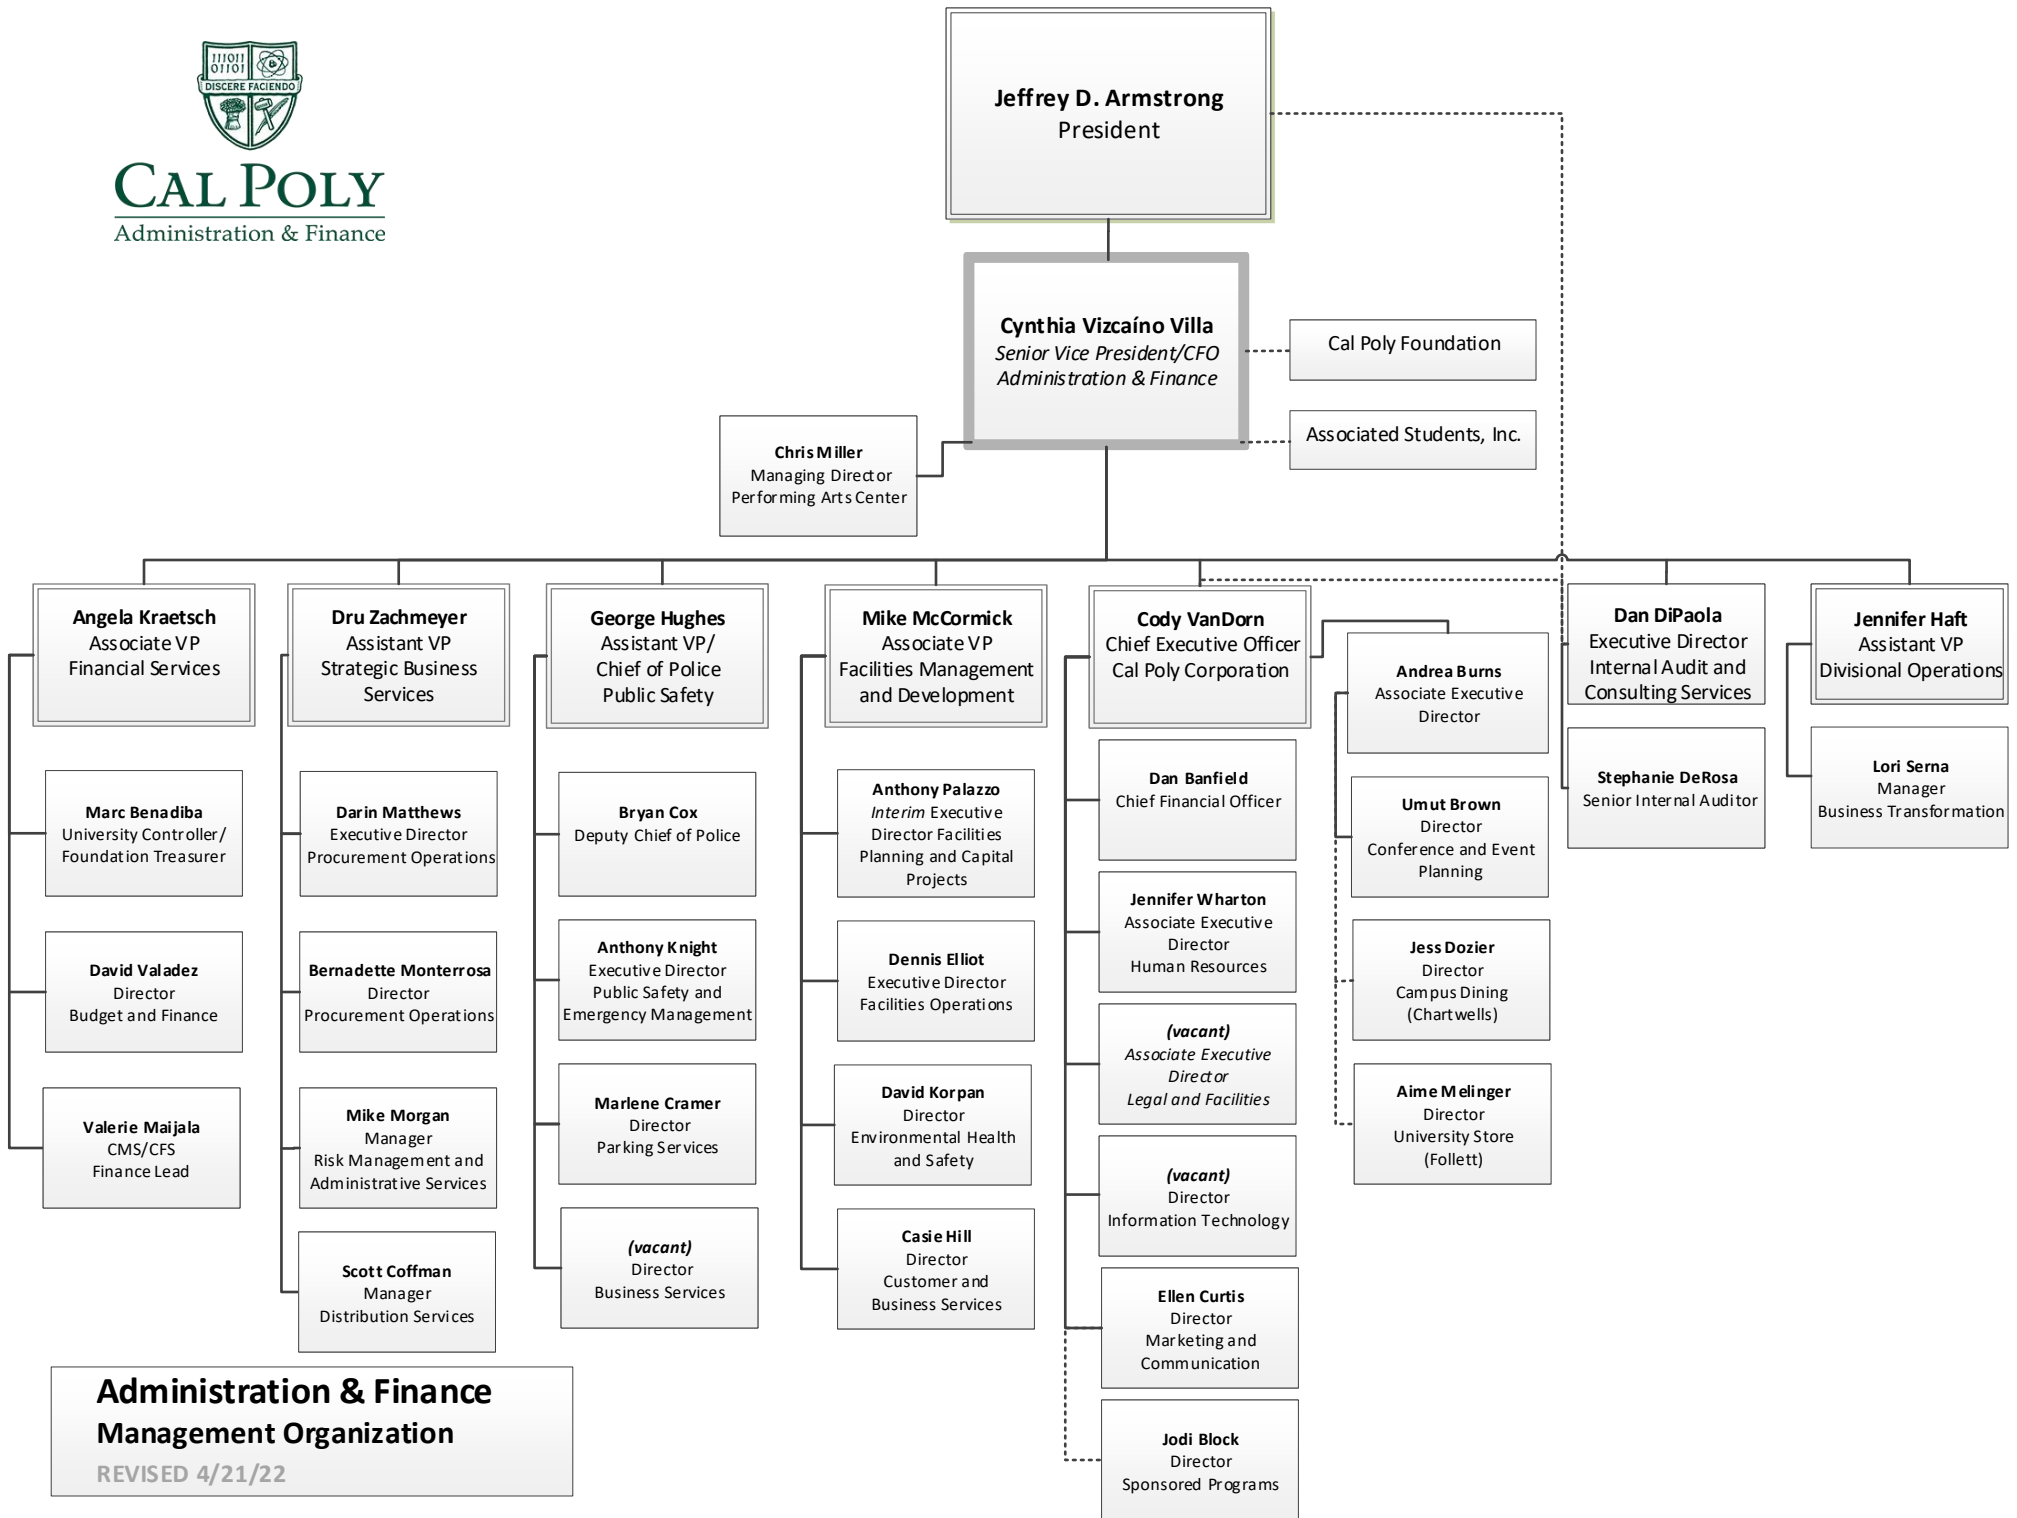 111011
01101
DISCERE FACIENDO
CAL POLY
Administration & Finance
Jeffrey D. Armstrong
President
Cynthia Vizcaíno Villa
Senior Vice President/CFO
Administration & Finance
Cal Poly Foundation
Associated Students, Inc.
Chris Miller
Managing Director
Performing Arts Center
Angela Kraetsch
Associate VP
Financial Services
Marc Benadiba
University Controller/
Foundation Treasurer
David Valadez
Director
Budget and Finance
Valerie Maijala
CMS/CFS
Finance Lead
Dru Zachmeyer
Assistant VP
Strategic Business
Services
Darin Matthews
Executive Director
Procurement Operations
Bernadette Monterrosa
Director
Procurement Operations
Mike Morgan
Manager
Risk Management and
Administrative Services
Scott Coffman
Manager
Distribution Services
George Hughes
Assistant VP/
Chief of Police
Public Safety
Bryan Cox
Deputy Chief of Police
Anthony Knight
Executive Director
Public Safety and
Emergency Management
Marlene Cramer
Director
Parking Services
(vacant)
Director
Business Services
Mike McCormick
Associate VP
Facilities Management
and Development
Anthony Palazzo
Interim Executive
Director Facilities
Planning and Capital
Projects
Dennis Elliot
Executive Director
Facilities Operations
David Korpan
Director
Environmental Health
and Safety
Casie Hill
Director
Customer and
Business Services
Cody VanDorn
Chief Executive Officer
Cal Poly Corporation
Dan Banfield
Chief Financial Officer
Jennifer Wharton
Associate Executive
Director
Human Resources
(vacant)
Associate Executive
Director
Legal and Facilities
(vacant)
Director
Information Technology
Ellen Curtis
Director
Marketing and
Communication
Jodi Block
Director
Sponsored Programs
Andrea Burns
Associate Executive
Director
Umut Brown
Director
Conference and Event
Planning
Jess Dozier
Director
Campus Dining
(Chartwells)
Aime Melinger
Director
University Store
(Follett)
Dan DiPaola
Executive Director
Internal Audit and
Consulting Services
Stephanie DeRosa
Senior Internal Auditor
Jennifer Haft
Assistant VP
Divisional Operations
Lori Serna
Manager
Business Transformation
Administration & Finance
Management Organization
REVISED 4/21/22